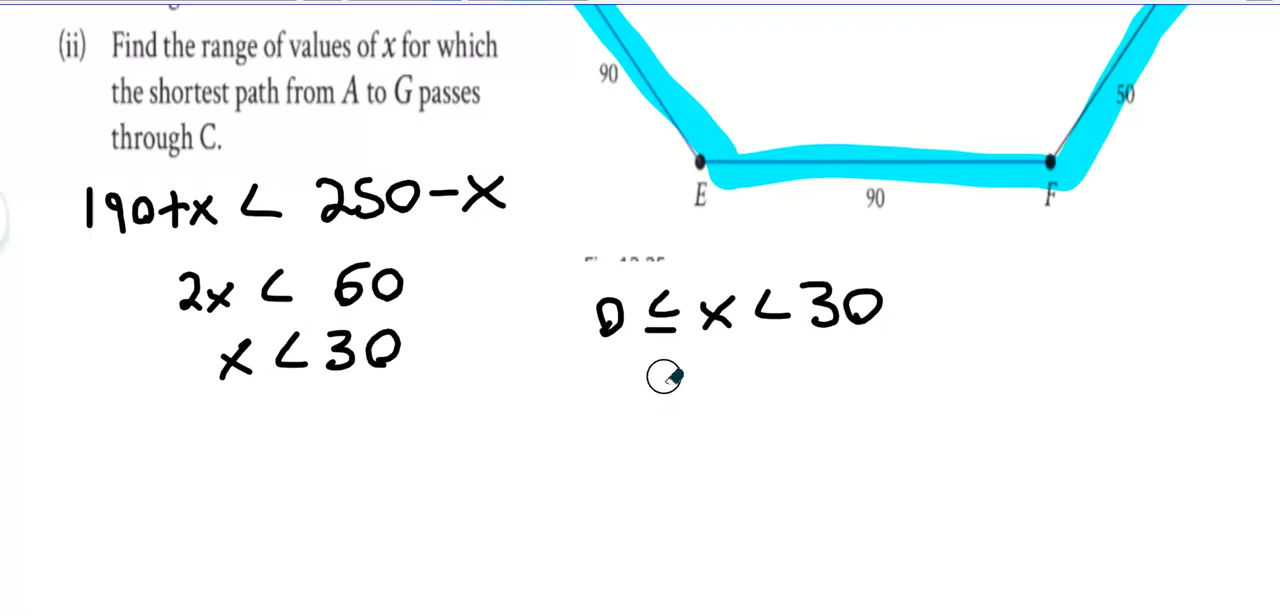 (ii) Find the range of values of x for which
the shortest path from A to G passes
through C.
190+x < 250-x
2x < 60
x < 30
90
50
E
90
F
0 ≤ x < 30